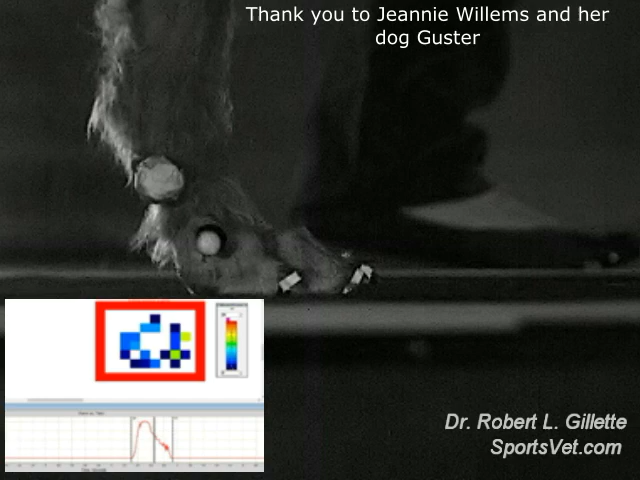 Thank you to Jeannie Willems and her
dog Guster
Dr. Robert L. Gillette
SportsVet.com